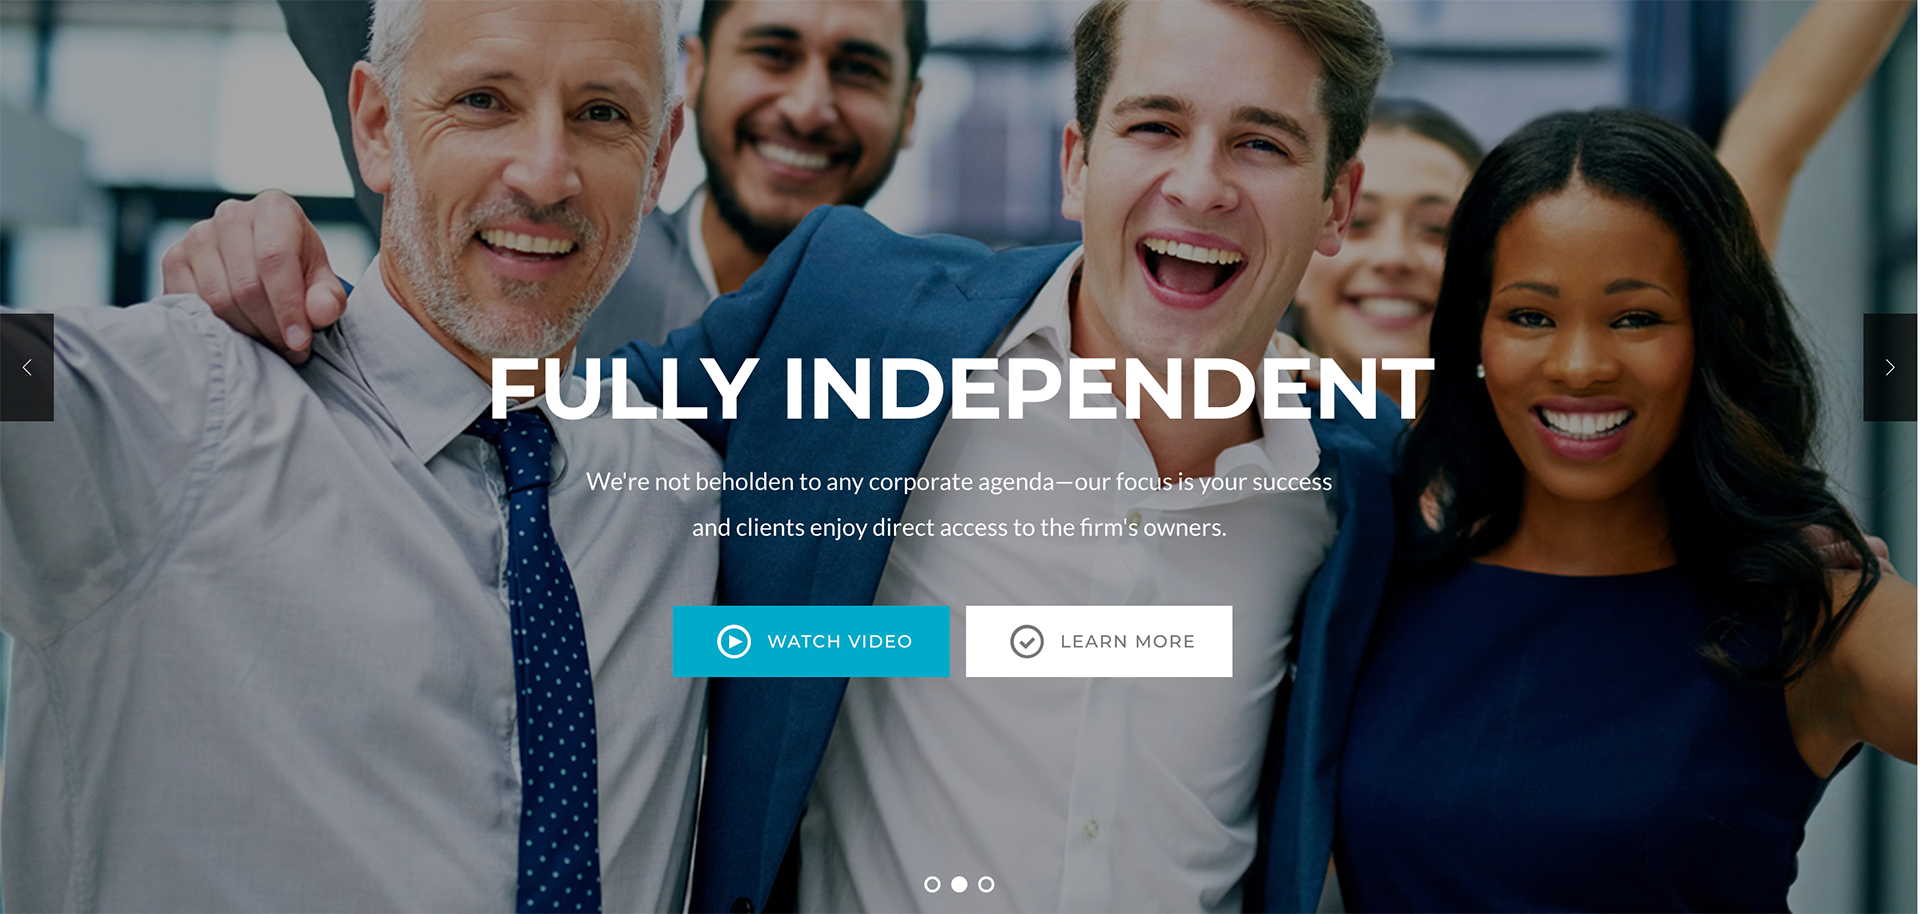 FULLY INDEPENDENT
We're not beholden to any corporate agenda—our focus is your success
and clients enjoy direct access to the firm's owners.
WATCH VIDEO
LEARN MORE